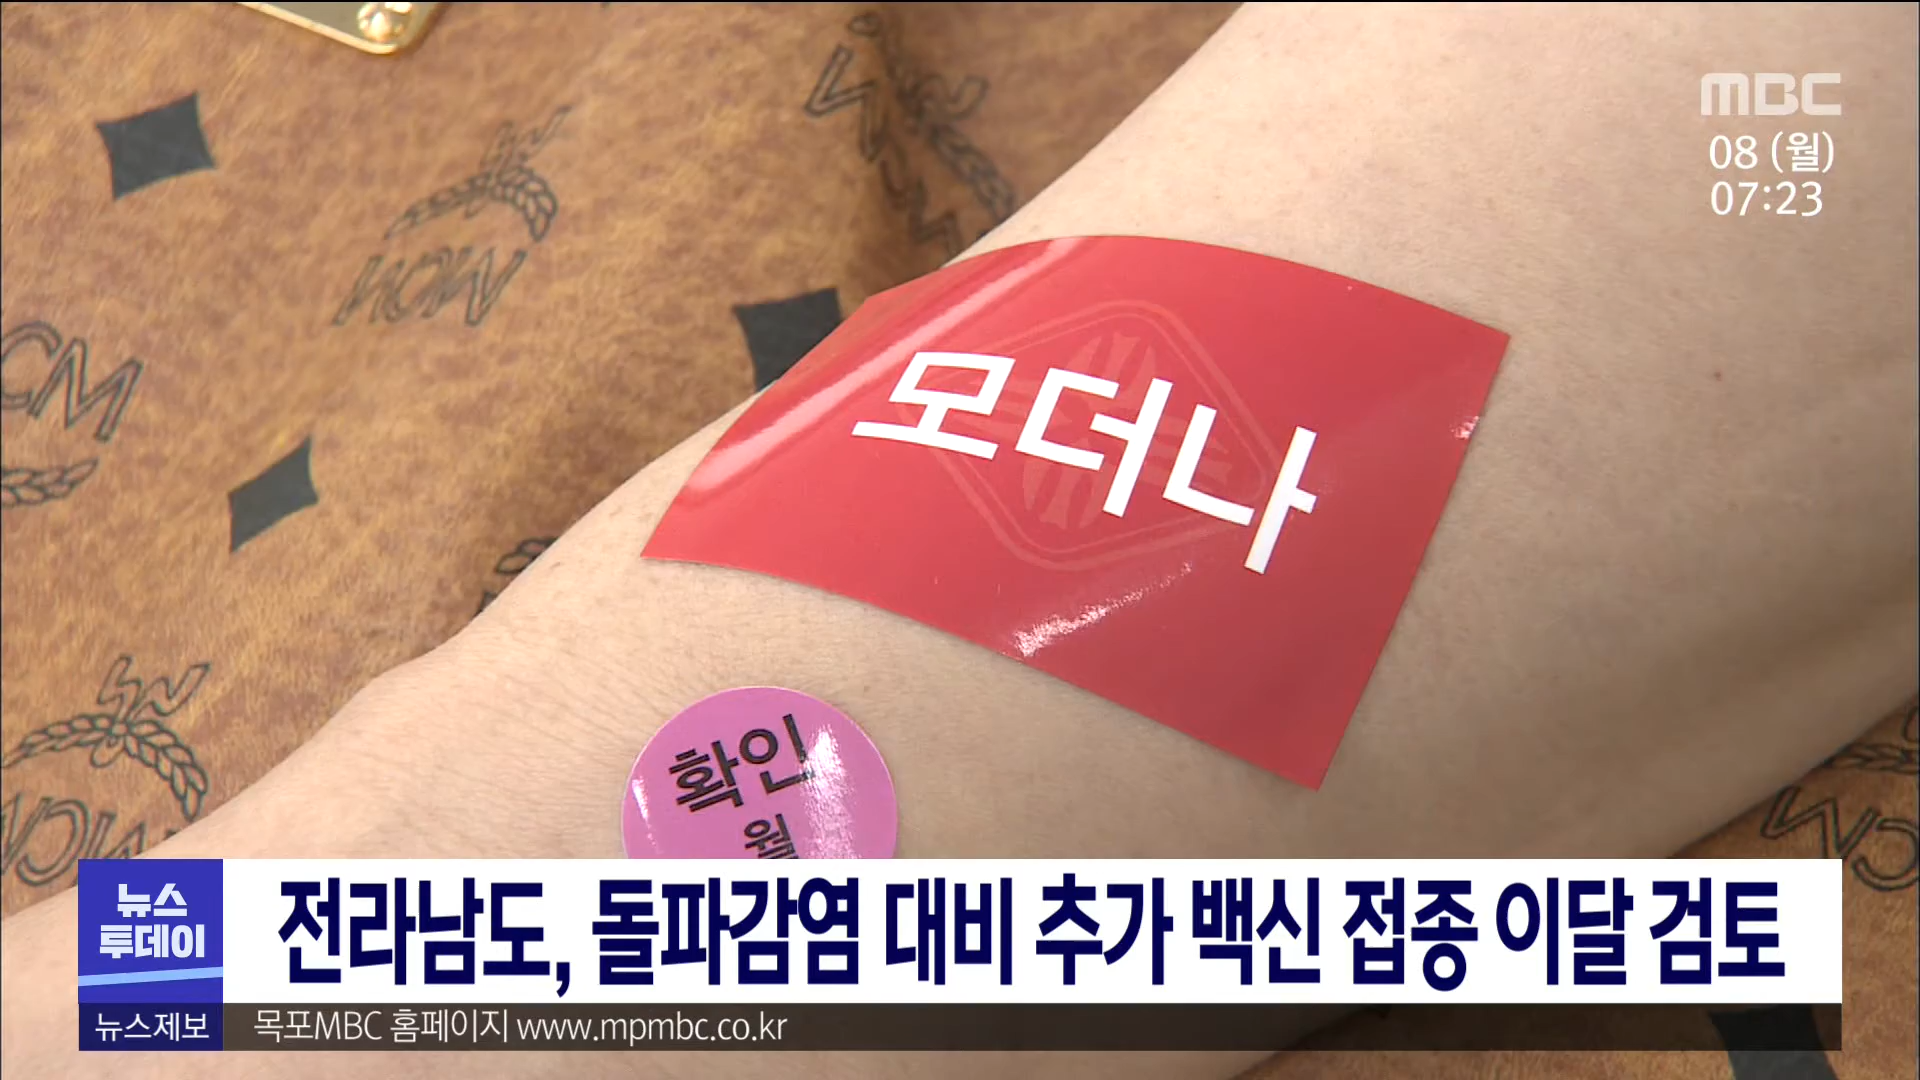 MBC
08 (월)
07:23
모더나
확인
월
MCM
뉴스
투데이
전라남도, 돌파감염 대비 추가 백신 접종 이달 검토
뉴스제보
목포MBC 홈페이지 www.mpmbc.co.kr